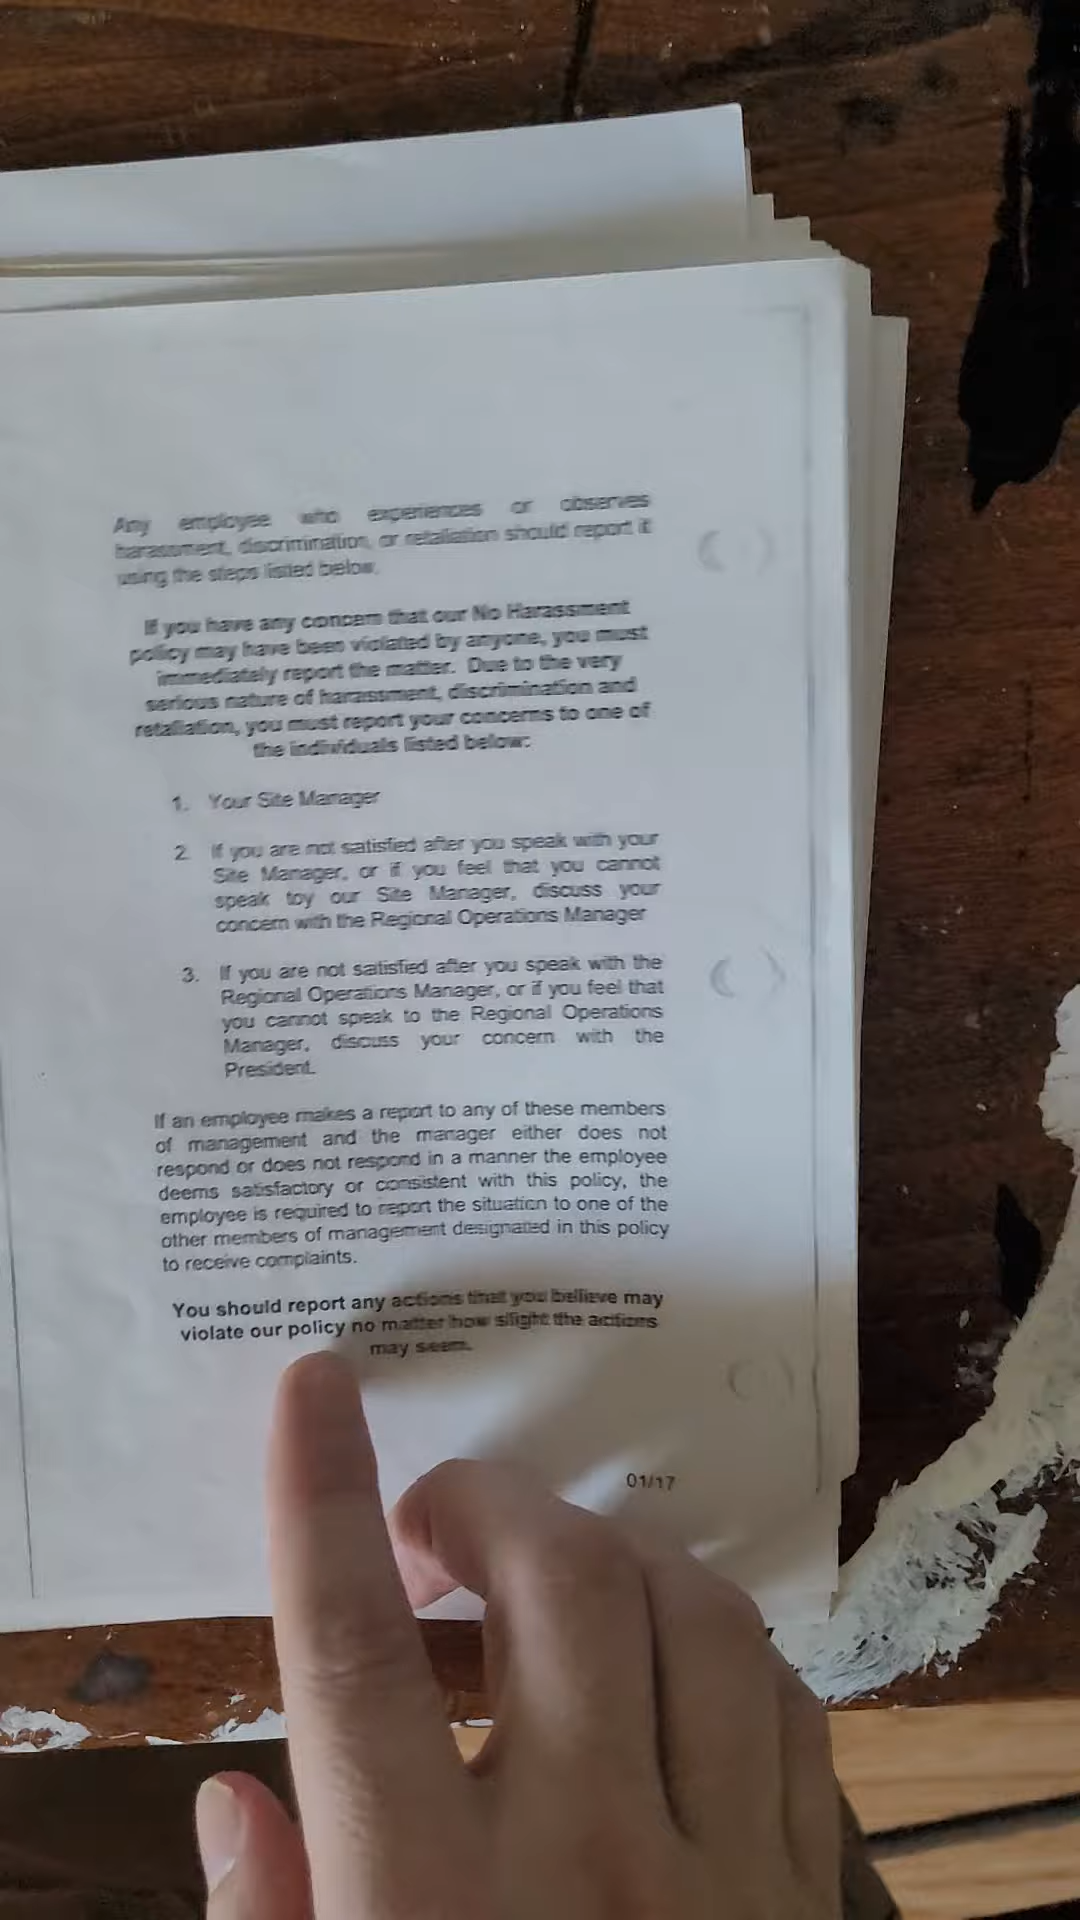 Any employee who experiences or observes
harassment, discrimination, or retaliation should report it
using the steps listed below.
If you have any concern that our No Harassment
policy may have been violated by anyone, you must
immediately report the matter. Due to the very
serious nature of harassment, discrimination and
retaliation, you must report your concerns to one of
the individuals listed below:
1. Your Site Manager
2. If you are not satisfied after you speak with your
Site Manager, or if you feel that you cannot
speak toy our Site Manager, discuss your
concern with the Regional Operations Manager
3. If you are not satisfied after you speak with the
Regional Operations Manager, or if you feel that
you cannot speak to the Regional Operations
Manager, discuss your concern with the
President.
If an employee makes a report to any of these members
of management and the manager either does not
respond or does not respond in a manner the employee
deems satisfactory or consistent with this policy, the
employee is required to report the situation to one of the
other members of management designated in this policy
to receive complaints.
You should report any actions that you believe may
violate our policy no matter how slight the actions
may seem.
01/17